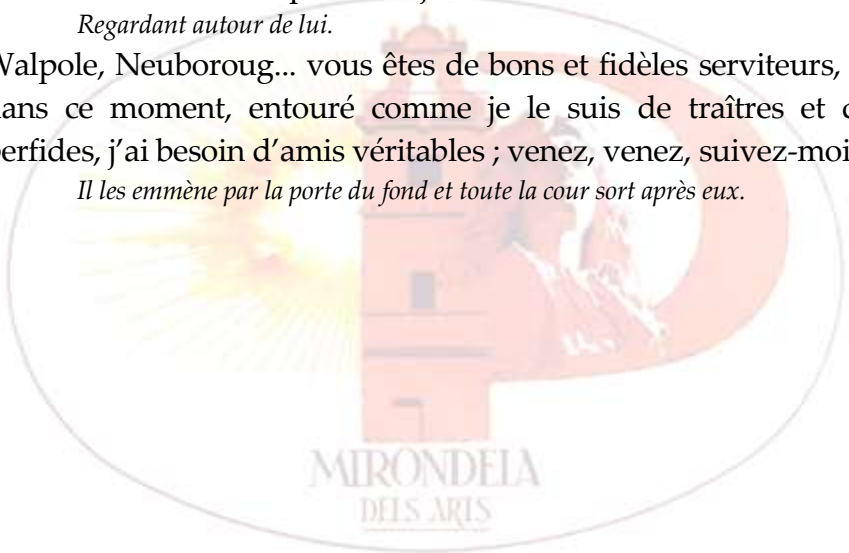 Regardant autour de lui.
Walpole, Neuboroug... vous êtes de bons et fidèles serviteurs,
dans ce moment, entouré comme je le suis de traîtres et
perfides, j'ai besoin d'amis véritables ; venez, venez, suivez-moi
Il les emmène par la porte du fond et toute la cour sort après eux.
MIRONDELA
DELS ARTS